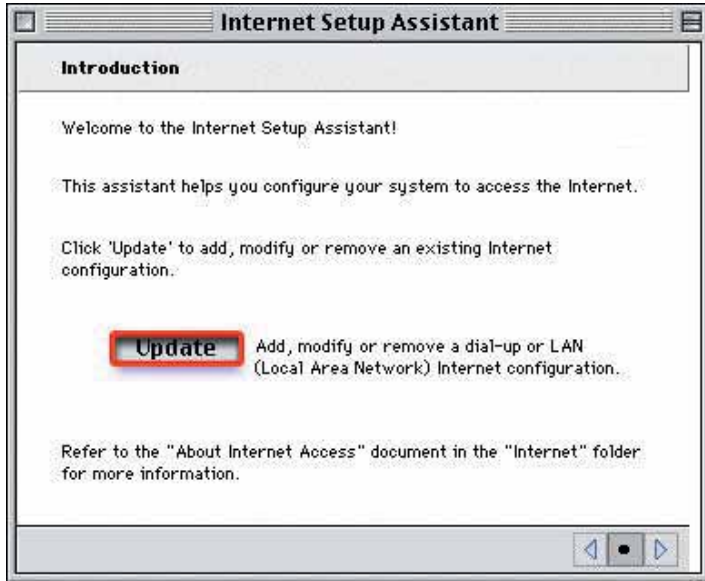 Internet Setup Assistant
Introduction
Welcome to the Internet Setup Assistant!
This assistant helps you configure your system to access the Internet.
Click 'Update' to add, modify or remove an existing Internet
configuration.
Update
Add, modify or remove a dial-up or LAN
(Local Area Network) Internet configuration.
Refer to the "About Internet Access" document in the "Internet" folder
for more information.